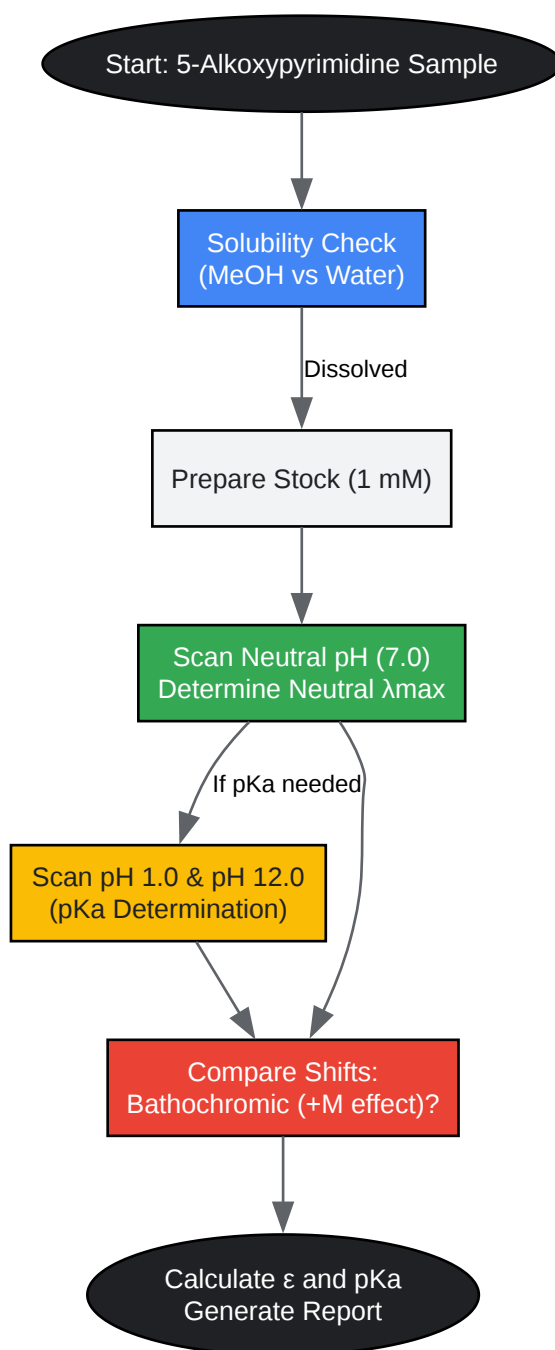 Start: 5-Alkoxypyrimidine Sample
Solubility Check
(MeOH vs Water)
Dissolved
Prepare Stock (1 mM)
Scan Neutral pH (7.0)
Determine Neutral λmax
If pKa needed
Scan pH 1.0 & pH 12.0
(pKa Determination)
Compare Shifts:
Bathochromic (+M effect)?
Calculate ε and pKa
Generate Report